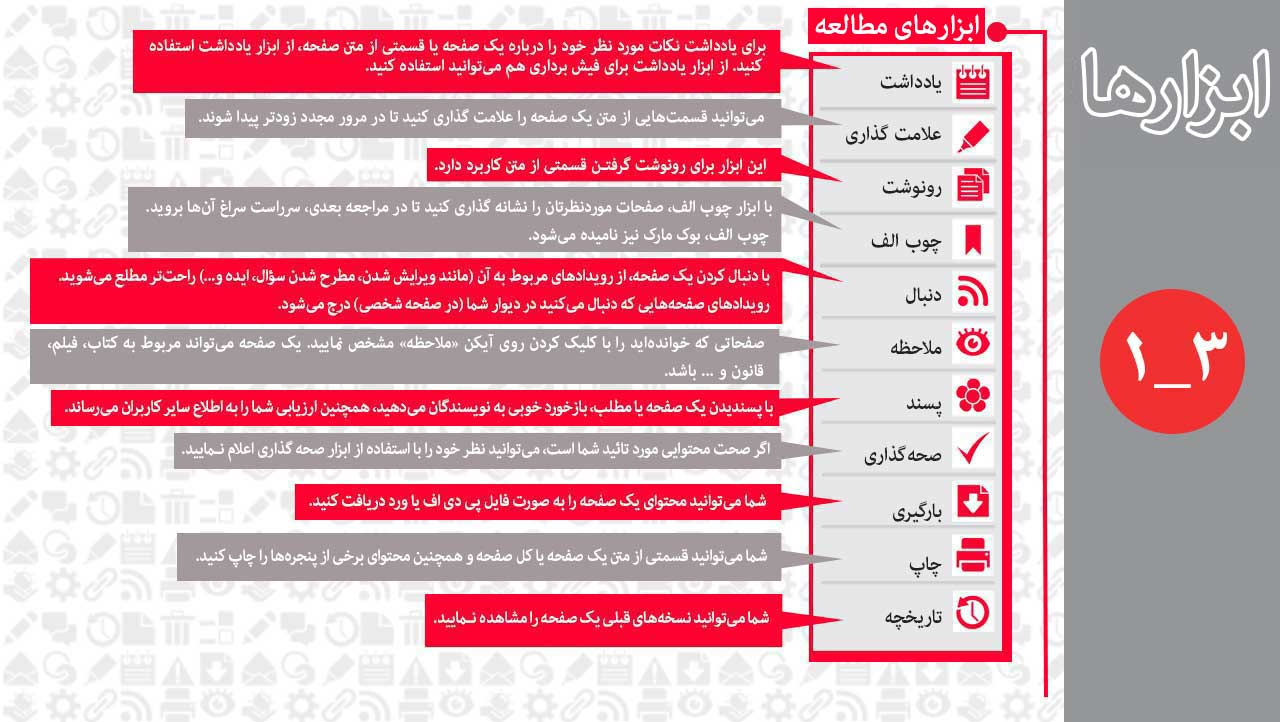 ابزارها
۳_۱
ابزارهای مطالعه
یادداشت
برای یادداشت نکات مورد نظر خود را درباره یک صفحه یا قسمتی از متن صفحه، از ابزار یادداشت استفاده
کنید. از ابزار یادداشت برای فیش برداری هم می‌توانید استفاده کنید.
علامت گذاری
می‌توانید قسمت‌هایی از متن یک صفحه را علامت گذاری کنید تا در مرور مجدد زودتر پیدا شوند.
رونوشت
این ابزار برای رونوشت گرفتن قسمتی از متن کاربرد دارد.
چوب الف
با ابزار چوب الف، صفحات موردنظرتان را نشانه گذاری کنید تا در مراجعه بعدی، سرراست سراغ آن‌ها بروید.
چوب الف، بوک مارک نیز نامیده می‌شود.
دنبال
با دنبال کردن یک صفحه، از رویدادهای مربوط به آن (مانند ویرایش شدن، مطرح شدن سؤال، ایده و...) راحت‌تر مطلع می‌شوید.
رویدادهای صفحه‌هایی که دنبال می‌کنید در دیوار شما (در صفحه شخصی) درج می‌شود.
ملاحظه
صفحاتی که خوانده‌اید را با کلیک کردن روی آیکن «ملاحظه» مشخص نمایید. یک صفحه می‌تواند مربوط به کتاب، فیلم،
قانون و ... باشد.
پسند
با پسندیدن یک صفحه یا مطلب، بازخورد خوبی به نویسندگان می‌دهید، همچنین ارزیابی شما را به اطلاع سایر کاربران می‌رساند.
صحه‌گذاری
اگر صحت محتوایی مورد تائید شما است، می‌توانید نظر خود را با استفاده از ابزار صحه گذاری اعلام نـمایید.
بارگیری
شما می‌توانید محتوای یک صفحه را به صورت فایل پی دی اف یا ورد دریافت کنید.
چاپ
شما می‌توانید قسمتی از متن یک صفحه یا کل صفحه و همچنین محتوای برخی از پنجره‌ها را چاپ کنید.
تاریخچه
شما می‌توانید نسخه‌های قبلی یک صفحه را مشاهده نـمایید.